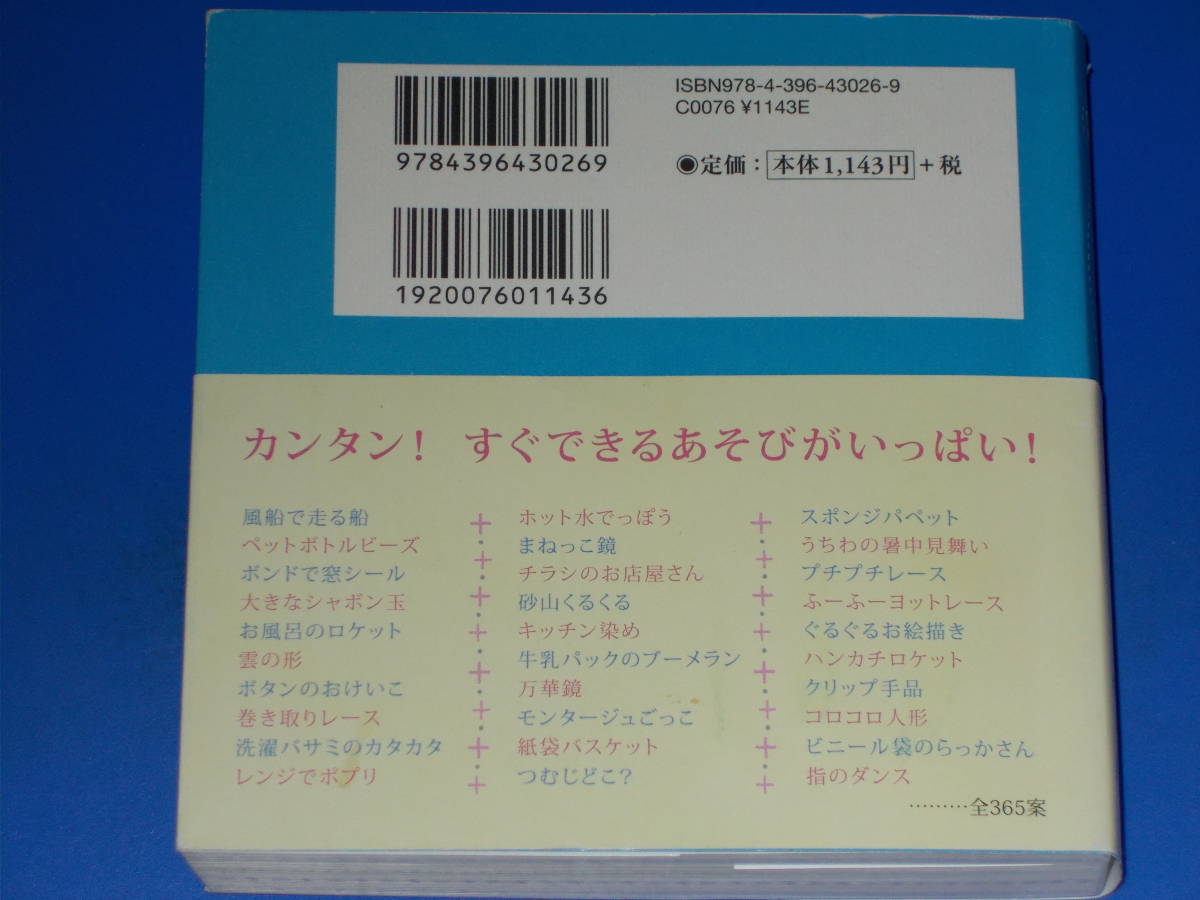 ISBN978-4-396-43026-9
C0076 ¥1143E
9784396430269
◉定価：本体1,143円+税
1920076011436
カンタン！ すぐできるあそびがいっぱい！
風船で走る船
ペットボトルビーズ
ボンドで窓シール
大きなシャボン玉
お風呂のロケット
雲の形
ボタンのおけいこ
巻き取りレース
洗濯バサミのカタカタ
レンジでポプリ
ホット水でっぽう
まねっこ鏡
チラシのお店屋さん
砂山くるくる
キッチン染め
牛乳パックのブーメラン
万華鏡
モンタージュごっこ
紙袋バスケット
つむじどこ？
スポンジパペット
うちわの暑中見舞い
プチプチレース
ふーふーヨットレース
ぐるぐるお絵描き
ハンカチロケット
クリップ手品
コロコロ人形
ビニール袋のらっかさん
指のダンス
………全365案